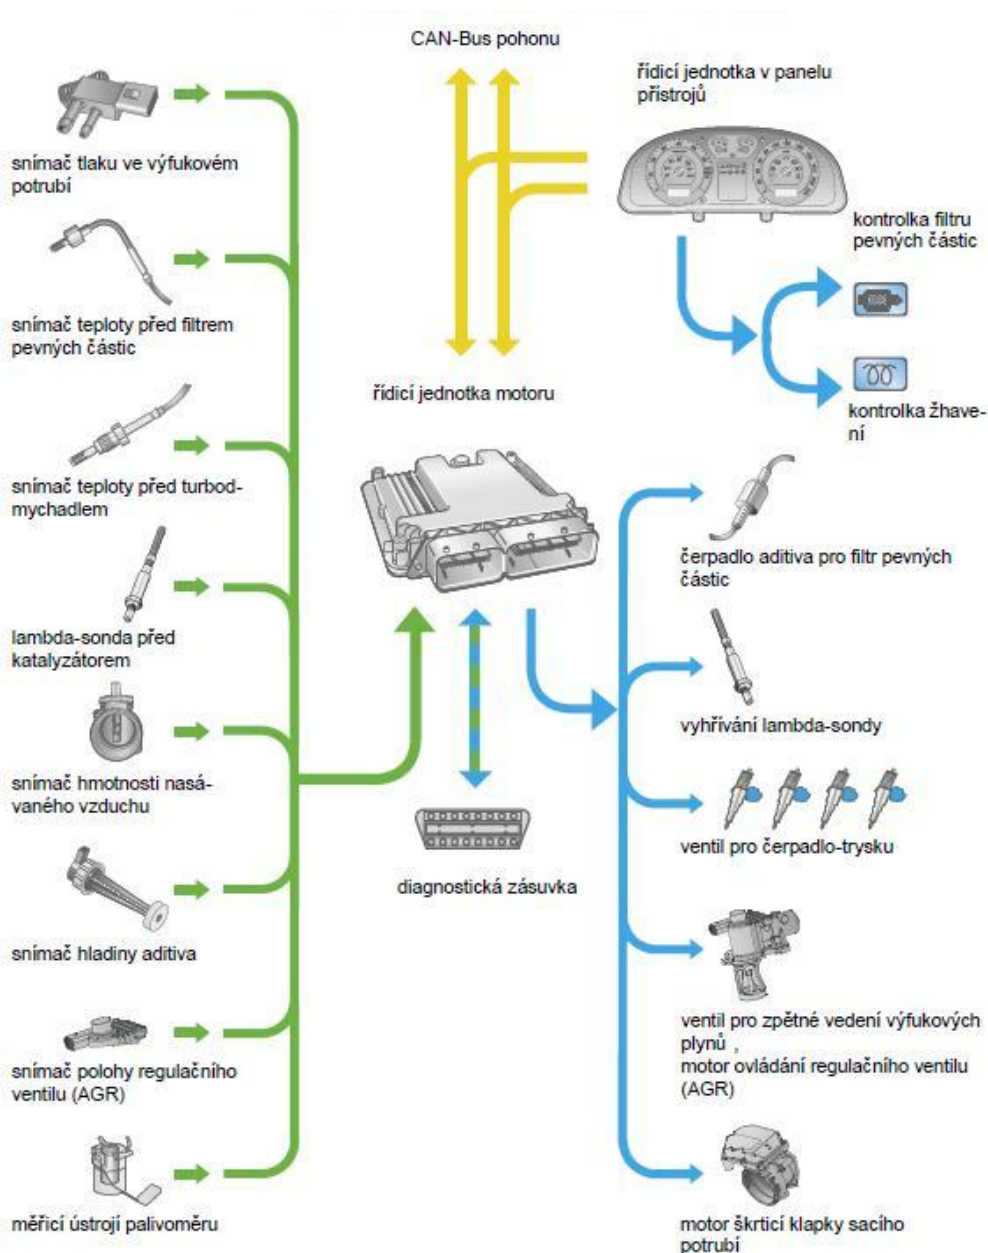 CAN-Bus pohonu
řídicí jednotka v panelu
přístrojů
snímač tlaku ve výfukovém
potrubí
kontrolka filtru
pevných částic
snímač teploty před filtrem
pevných částic
řídicí jednotka motoru
kontrolka žhave-
ní
snímač teploty před turbod-
mychadlem
čerpadlo aditiva pro filtr pevných
částic
lambda-sonda před
katalyzátorem
vyhřívání lambda-sondy
snímač hmotnosti nasá-
vaného vzduchu
ventil pro čerpadlo-trysku
diagnostická zásuvka
snímač hladiny aditiva
ventil pro zpětné vedení výfukových
plynů ,
motor ovládání regulačního ventilu
(AGR)
snímač polohy regulačního
ventilu (AGR)
měřicí ústrojí palivoměru
motor škrticí klapky sacího
potrubí